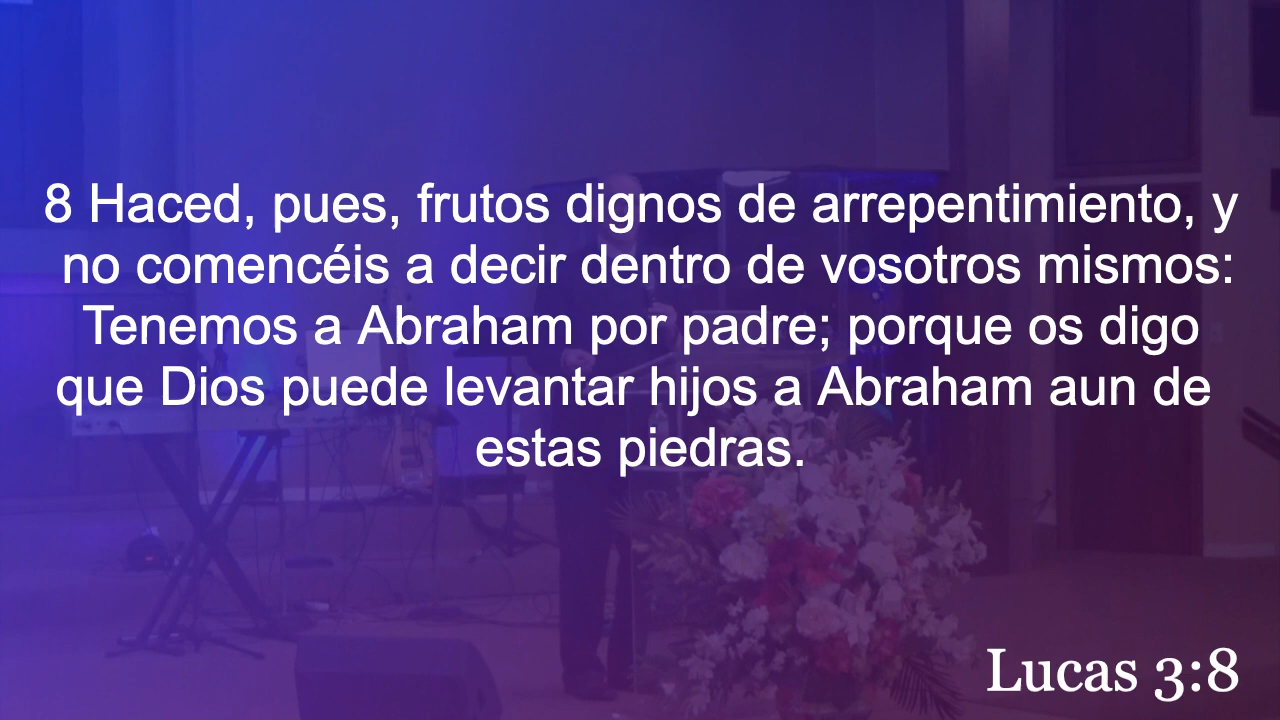 8 Haced, pues, frutos dignos de arrepentimiento, y
no comencéis a decir dentro de vosotros mismos:
Tenemos a Abraham por padre; porque os digo
que Dios puede levantar hijos a Abraham aun de
estas piedras.
Lucas 3:8